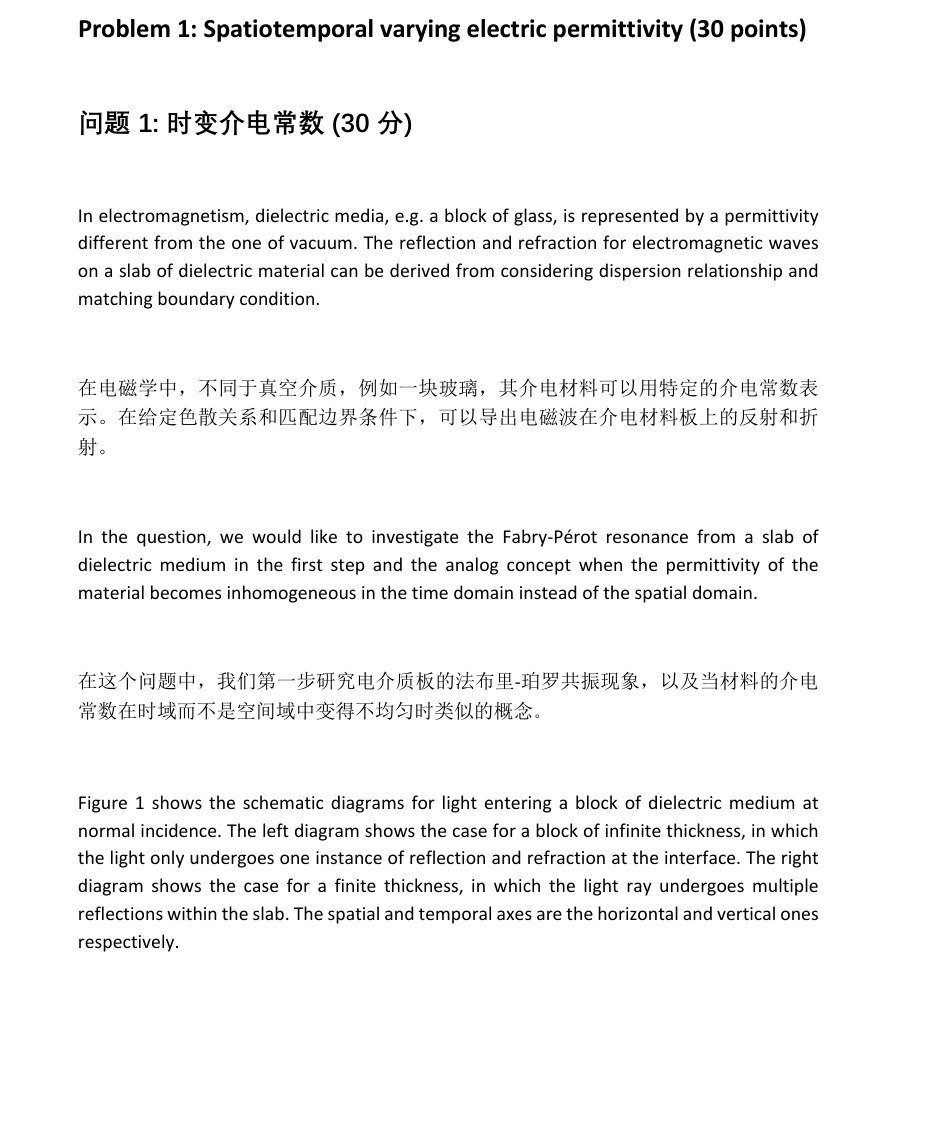 Problem 1: Spatiotemporal varying electric permittivity (30 points)
问题 1: 时变介电常数 (30 分)
In electromagnetism, dielectric media, e.g. a block of glass, is represented by a permittivity
different from the one of vacuum. The reflection and refraction for electromagnetic waves
on a slab of dielectric material can be derived from considering dispersion relationship and
matching boundary condition.
在电磁学中，不同于真空介质，例如一块玻璃，其介电材料可以用特定的介电常数表
示。在给定色散关系和匹配边界条件下，可以导出电磁波在介电材料板上的反射和折
射。
In the question, we would like to investigate the Fabry-Pérot resonance from a slab of
dielectric medium in the first step and the analog concept when the permittivity of the
material becomes inhomogeneous in the time domain instead of the spatial domain.
在这个问题中，我们第一步研究电介质板的法布里-珀罗共振现象，以及当材料的介电
常数在时域而不是空间域中变得不均匀时类似的概念。
Figure 1 shows the schematic diagrams for light entering a block of dielectric medium at
normal incidence. The left diagram shows the case for a block of infinite thickness, in which
the light only undergoes one instance of reflection and refraction at the interface. The right
diagram shows the case for a finite thickness, in which the light ray undergoes multiple
reflections within the slab. The spatial and temporal axes are the horizontal and vertical ones
respectively.